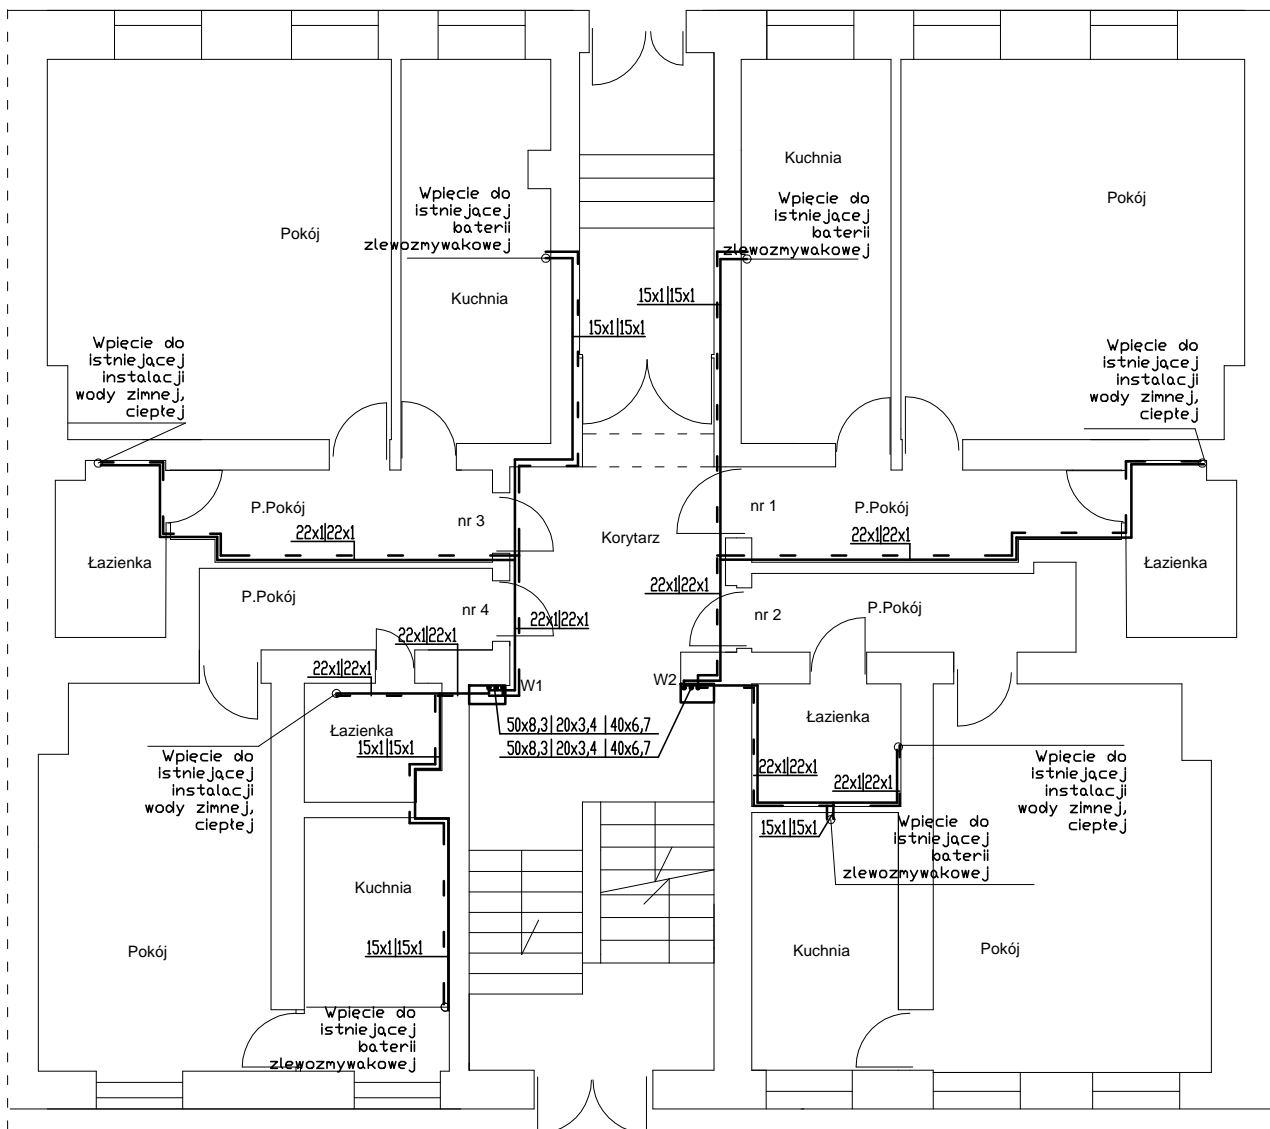 Kuchnia
Wpięcie do
istniejącej
baterii
zlewozmywakowej
Wpięcie do
istniejącej
baterii
zlewozmywakowej
Pokój
Pokój
Kuchnia
15x1|15x1
15x1|15x1
Wpięcie do
istniejącej
instalacji
wody zimnej,
ciepłej
Wpięcie do
istniejącej
instalacji
wody zimnej,
ciepłej
P.Pokój
nr 3
nr 1
P.Pokój
22x1|22x1
Korytarz
22x1|22x1
Łazienka
Łazienka
22x1|22x1
P.Pokój
nr 4
nr 2
P.Pokój
22x1|22x1
22x1|22x1
22x1|22x1
W1
W2
Łazienka
Łazienka
50x8,3|20x3,4 |40x6,7
50x8,3|20x3,4 |40x6,7
15x1|15x1
Wpięcie do
istniejącej
instalacji
wody zimnej,
ciepłej
22x1|22x1
22x1|22x1
Wpięcie do
istniejącej
instalacji
wody zimnej,
ciepłej
15x1|15x1
Wpięcie do
istniejącej
baterii
zlewozmywakowej
Kuchnia
Pokój
15x1|15x1
Kuchnia
Pokój
Wpięcie do
istniejącej
baterii
zlewozmywakowej